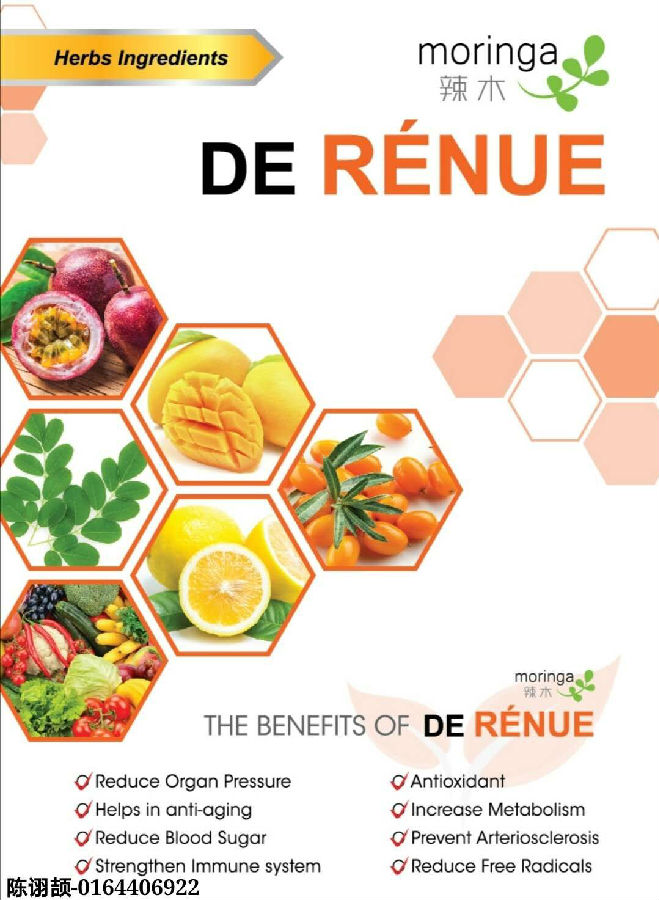 Herbs Ingredients
moringa
辣木
DE RÉNUE
moringa
辣木
THE BENEFITS OF DE RÉNUE
Reduce Organ Pressure
Helps in anti-aging
Reduce Blood Sugar
Strengthen Immune system
Antioxidant
Increase Metabolism
Prevent Arteriosclerosis
Reduce Free Radicals
陈诩颉-0164406922